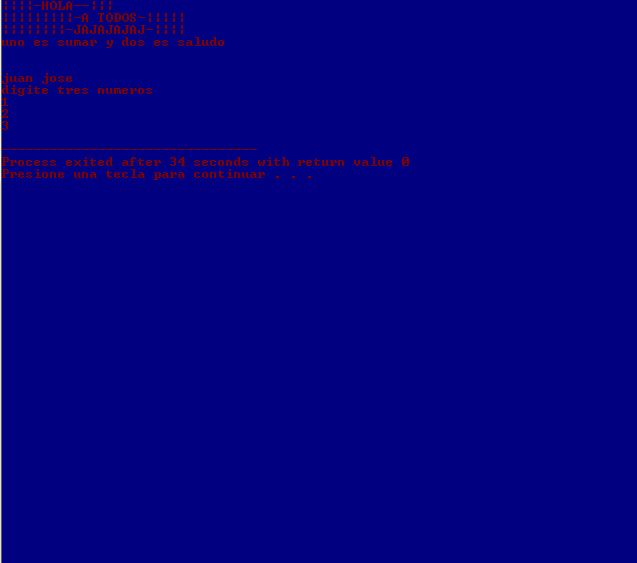 ¦¦¦¦-HOLA--¦¦¦
¦¦¦¦¦¦¦¦¦-A TODOS-¦¦¦¦¦
¦¦¦¦¦¦¦¦-JAJAJAJAJ-¦¦¦¦
uno es sumar y dos es saludo
juan jose
digite tres numeros
1
2
3
--------------------------------
Process exited after 34 seconds with return value 0
Presione una tecla para continuar . . .